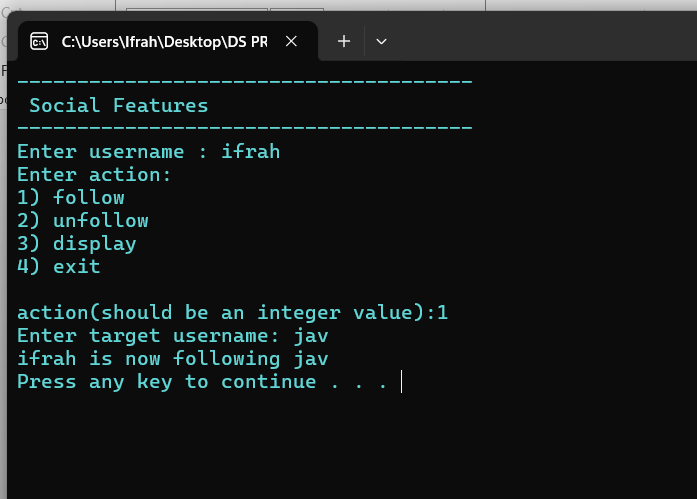 C:\Users\Ifrah\Desktop\DS PR
---------------------------------------
Social Features
---------------------------------------
Enter username : ifrah
Enter action:
1) follow
2) unfollow
3) display
4) exit
action(should be an integer value):1
Enter target username: jav
ifrah is now following jav
Press any key to continue . . .